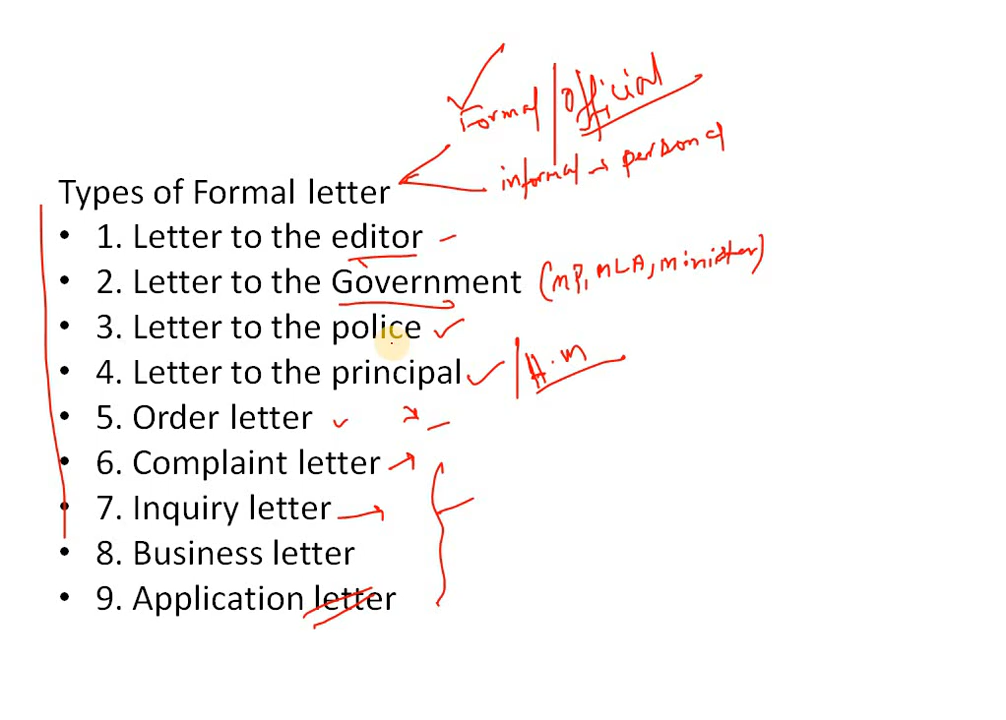 Formal/official
informal → personal
Types of Formal letter
• 1. Letter to the editor
• 2. Letter to the Government (MP, MLA, Minister)
• 3. Letter to the police
• 4. Letter to the principal /H.M
• 5. Order letter
• 6. Complaint letter
• 7. Inquiry letter
• 8. Business letter
• 9. Application letter